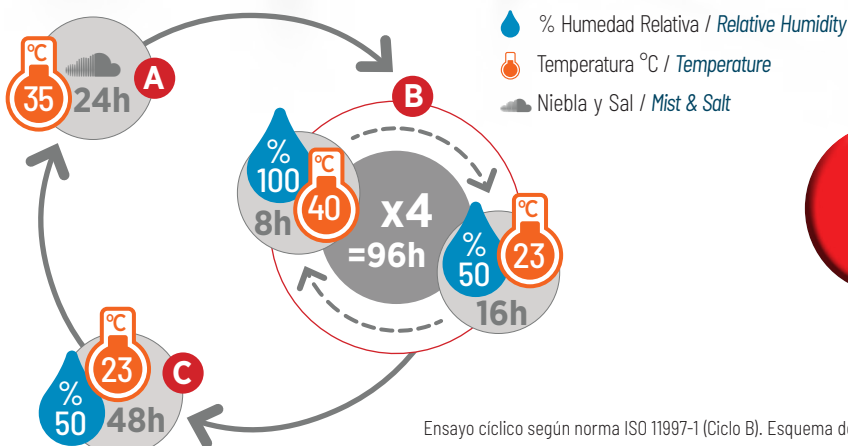 % Humedad Relativa / Relative Humidity
Temperatura °C / Temperature
Niebla y Sal / Mist & Salt
°C
35
24h
A
B
%
100
°C
40
8h
x4
=96h
%
50
°C
23
16h
°C
23
%
50
48h
C
Ensayo cíclico según norma ISO 11997-1 (Ciclo B). Esquema